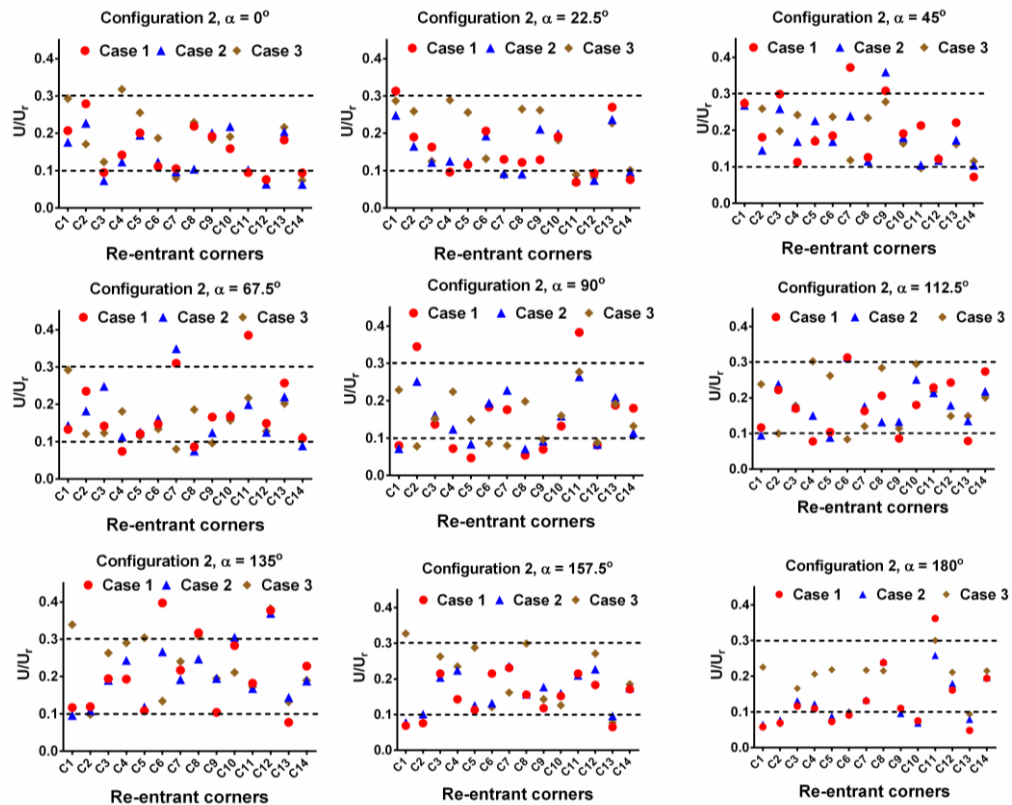 Configuration 2, α = 0°
Case 1 Case 2 Case 3
U/Ur
0.4
0.3
0.2
0.1
0.0
C1 C2 C3 C4 C5 C6 C7 C8 C9 C10 C11 C12 C13 C14
Re-entrant corners
Configuration 2, α = 22.5°
Case 1 Case 2 Case 3
U/Ur
0.4
0.3
0.2
0.1
0.0
C1 C2 C3 C4 C5 C6 C7 C8 C9 C10 C11 C12 C13 C14
Re-entrant corners
Configuration 2, α = 45°
Case 1 Case 2 Case 3
U/Ur
0.4
0.3
0.2
0.1
0.0
C1 C2 C3 C4 C5 C6 C7 C8 C9 C10 C11 C12 C13 C14
Re-entrant corners
Configuration 2, α = 67.5°
Case 1 Case 2 Case 3
U/Ur
0.4
0.3
0.2
0.1
0.0
C1 C2 C3 C4 C5 C6 C7 C8 C9 C10 C11 C12 C13 C14
Re-entrant corners
Configuration 2, α = 90°
Case 1 Case 2 Case 3
U/Ur
0.4
0.3
0.2
0.1
0.0
C1 C2 C3 C4 C5 C6 C7 C8 C9 C10 C11 C12 C13 C14
Re-entrant corners
Configuration 2, α = 112.5°
Case 1 Case 2 Case 3
U/Ur
0.4
0.3
0.2
0.1
0.0
C1 C2 C3 C4 C5 C6 C7 C8 C9 C10 C11 C12 C13 C14
Re-entrant corners
Configuration 2, α = 135°
Case 1 Case 2 Case 3
U/Ur
0.4
0.3
0.2
0.1
0.0
C1 C2 C3 C4 C5 C6 C7 C8 C9 C10 C11 C12 C13 C14
Re-entrant corners
Configuration 2, α = 157.5°
Case 1 Case 2 Case 3
U/Ur
0.4
0.3
0.2
0.1
0.0
C1 C2 C3 C4 C5 C6 C7 C8 C9 C10 C11 C12 C13 C14
Re-entrant corners
Configuration 2, α = 180°
Case 1 Case 2 Case 3
U/Ur
0.4
0.3
0.2
0.1
0.0
C1 C2 C3 C4 C5 C6 C7 C8 C9 C10 C11 C12 C13 C14
Re-entrant corners